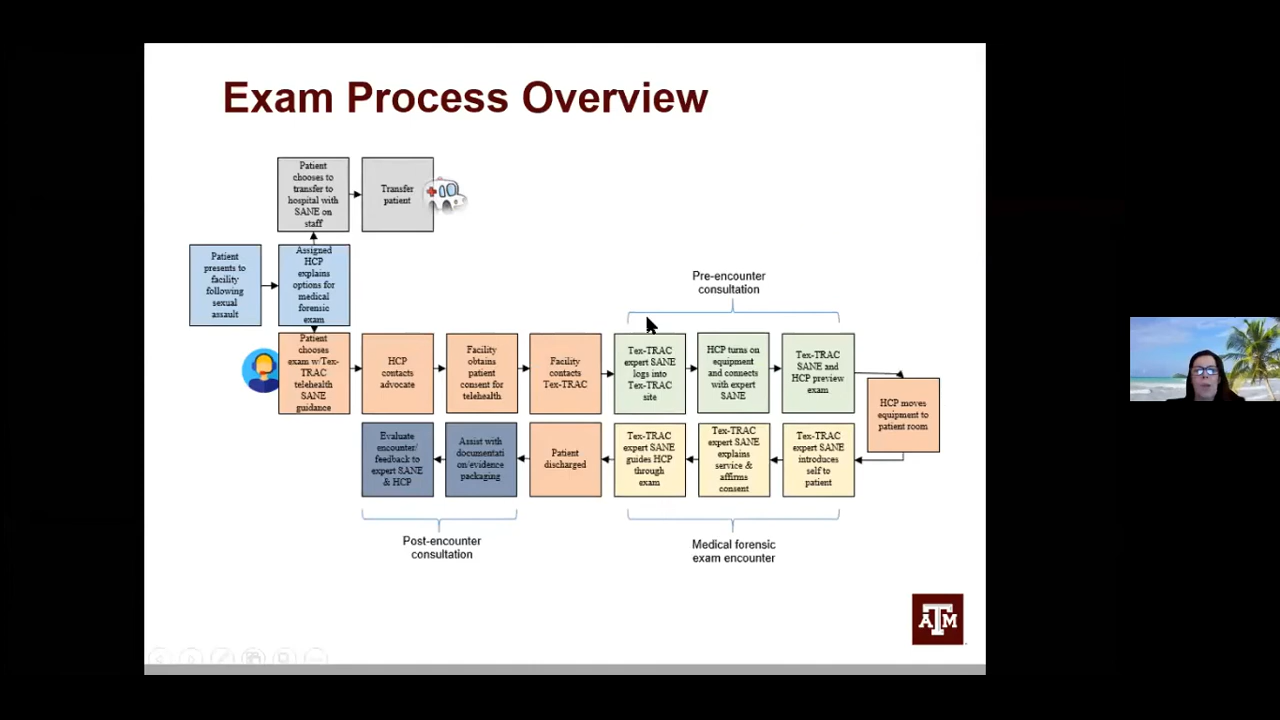 Exam Process Overview
Patient
chooses to
transfer to
hospital with
SANE on
staff
Transfer
patient
Patient
presents to
facility
following
sexual
assault
Assigned
HCP
explains
options for
medical
forensic
exam
Pre-encounter
consultation
Patient
chooses
exam w/Tex-
TRAC
telehealth
SANE
guidance
HCP
contacts
advocate
Facility
obtains
patient
consent for
telehealth
Facility
contacts
Tex-TRAC
Tex-TRAC
expert SANE
logs into
Tex-TRAC
site
HCP turns on
equipment
and connects
with expert
SANE
Tex-TRAC
SANE and
HCP preview
exam
HCP moves
equipment to
patient room
Evaluate
encounter/
feedback to
expert SANE
& HCP
Assist with
documentati
on/evidence
packaging
Patient
discharged
Tex-TRAC
expert SANE
guides HCP
through
exam
Tex-TRAC
expert SANE
explains
service &
affirms
consent
Tex-TRAC
expert SANE
introduces
self to
patient
Post-encounter
consultation
Medical forensic
exam encounter
ATM